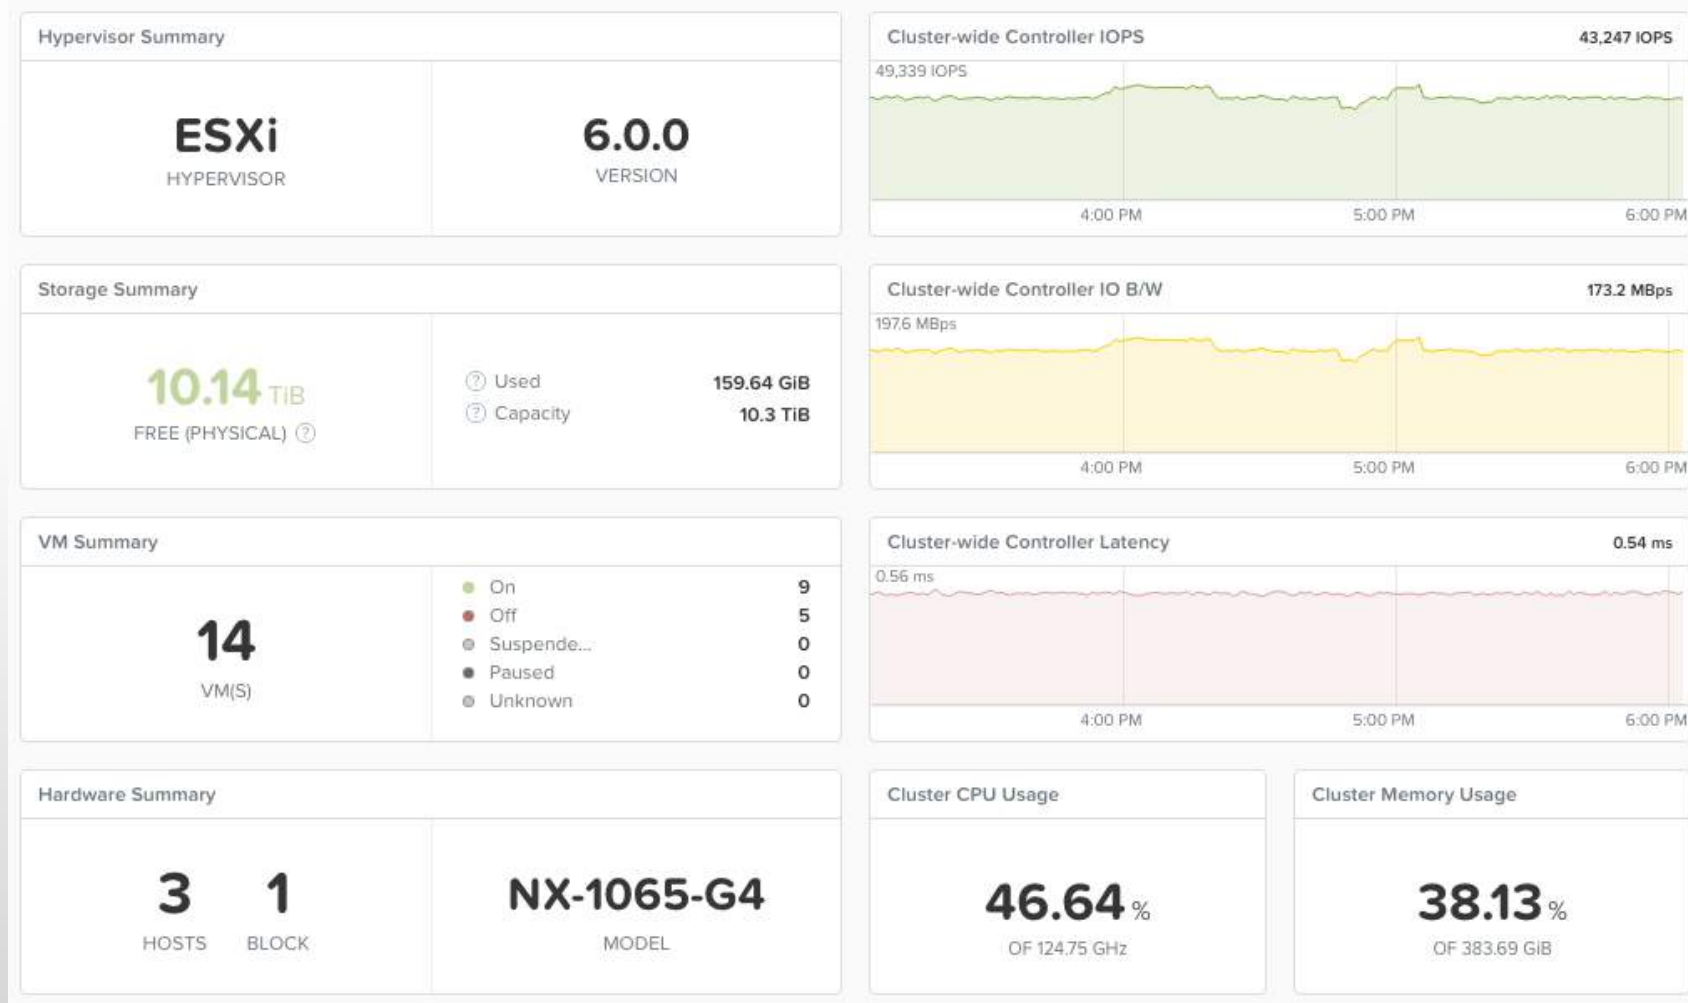 Hypervisor Summary
ESXi
HYPERVISOR
6.0.0
VERSION
Cluster-wide Controller IOPS
43,247 IOPS
49,339 IOPS
4:00 PM
5:00 PM
6:00 PM
Storage Summary
10.14 TiB
FREE (PHYSICAL) ?
? Used 159.64 GiB
? Capacity 10.3 TiB
Cluster-wide Controller IO B/W
173.2 MBps
197.6 MBps
4:00 PM
5:00 PM
6:00 PM
VM Summary
14
VM(S)
On 9
Off 5
Suspende... 0
Paused 0
Unknown 0
Cluster-wide Controller Latency
0.54 ms
0.56 ms
4:00 PM
5:00 PM
6:00 PM
Hardware Summary
3
HOSTS
1
BLOCK
NX-1065-G4
MODEL
Cluster CPU Usage
46.64 %
OF 124.75 GHz
Cluster Memory Usage
38.13 %
OF 383.69 GiB